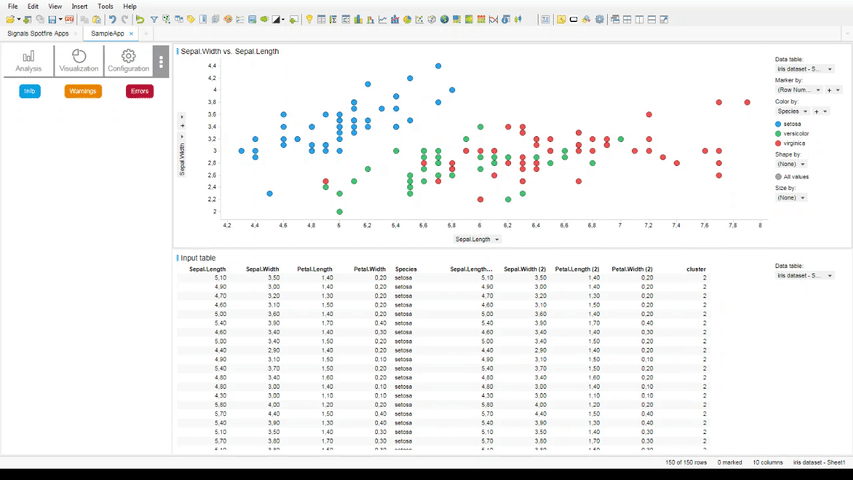 File Edit View Insert Tools Help
Signals Spotfire Apps × SampleApp ×
Analysis Visualization Configuration
Info Warnings Errors
Sepal.Width vs. Sepal.Length
4,4
4,2
4
3,8
3,6
3,4
3,2
3
2,8
2,6
2,4
2,2
2
Sepal.Width
4,2 4,4 4,6 4,8 5 5,2 5,4 5,6 5,8 6 6,2 6,4 6,6 6,8 7 7,2 7,4 7,6 7,8 8
Sepal.Length
Data table:
iris dataset - S...
Marker by:
(Row Num... +
Color by:
Species +
setosa
versicolor
virginica
Shape by:
(None)
All values
Size by:
(None)
Input table
Sepal.Length Sepal.Width Petal.Length Petal.Width Species Sepal.Length... Sepal.Width (2) Petal.Length (2) Petal.Width (2) cluster
5,10 3,50 1,40 0,20 setosa 5,10 3,50 1,40 0,20 2
4,90 3,00 1,40 0,20 setosa 4,90 3,00 1,40 0,20 2
4,70 3,20 1,30 0,20 setosa 4,70 3,20 1,30 0,20 2
4,60 3,10 1,50 0,20 setosa 4,60 3,10 1,50 0,20 2
5,00 3,60 1,40 0,20 setosa 5,00 3,60 1,40 0,20 2
5,40 3,90 1,70 0,40 setosa 5,40 3,90 1,70 0,40 2
4,60 3,40 1,40 0,30 setosa 4,60 3,40 1,40 0,30 2
5,00 3,40 1,50 0,20 setosa 5,00 3,40 1,50 0,20 2
4,40 2,90 1,40 0,20 setosa 4,40 2,90 1,40 0,20 2
4,90 3,10 1,50 0,10 setosa 4,90 3,10 1,50 0,10 2
5,40 3,70 1,50 0,20 setosa 5,40 3,70 1,50 0,20 2
4,80 3,40 1,60 0,20 setosa 4,80 3,40 1,60 0,20 2
4,80 3,00 1,40 0,10 setosa 4,80 3,00 1,40 0,10 2
4,30 3,00 1,10 0,10 setosa 4,30 3,00 1,10 0,10 2
5,80 4,00 1,20 0,20 setosa 5,80 4,00 1,20 0,20 2
5,70 4,40 1,50 0,40 setosa 5,70 4,40 1,50 0,40 2
5,40 3,90 1,30 0,40 setosa 5,40 3,90 1,30 0,40 2
5,10 3,50 1,40 0,30 setosa 5,10 3,50 1,40 0,30 2
5,70 3,80 1,70 0,30 setosa 5,70 3,80 1,70 0,30 2
Data table:
iris dataset - S...
150 of 150 rows 0 marked 10 columns iris dataset - Sheet1